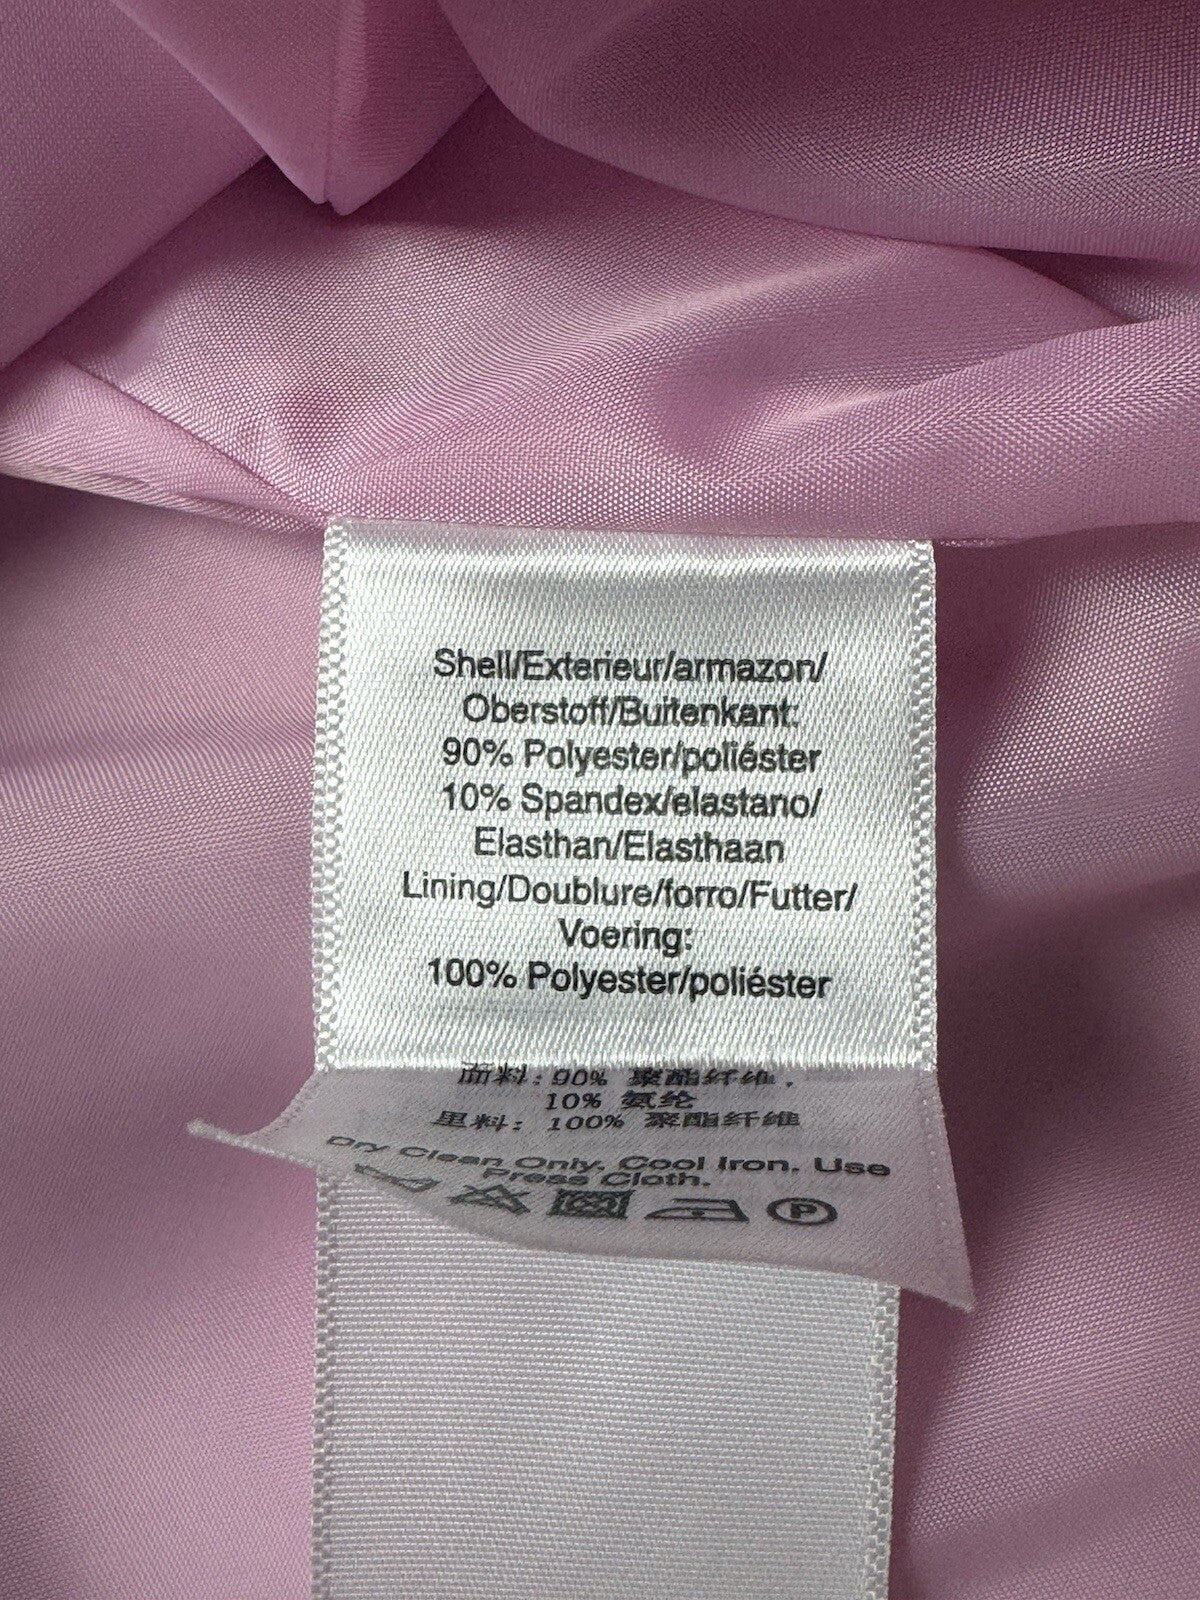 Shell/Exterieur/armazon/
Oberstoff/Buitenkant:
90% Polyester/poliéster
10% Spandex/elastano/
Elasthan/Elasthaan
Lining/Doublure/forro/Futter/
Voering:
100% Polyester/poliéster
面料: 90% 聚酯纤维,
10% 氨纶
里料: 100% 聚酯纤维
Dry Clean Only. Cool Iron. Use
Press Cloth.
P